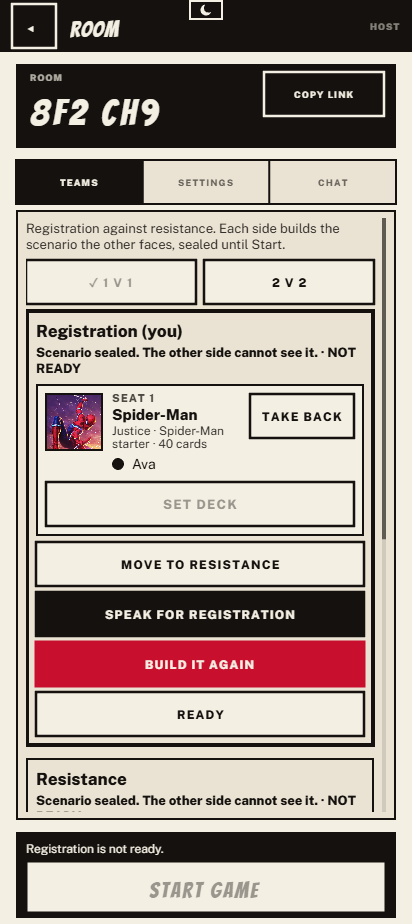 ROOM
HOST
ROOM
8F2 CH9
COPY LINK
TEAMS
SETTINGS
CHAT
Registration against resistance. Each side builds the
scenario the other faces, sealed until Start.
✓ 1 V 1
2 V 2
Registration (you)
Scenario sealed. The other side cannot see it. · NOT
READY
SEAT 1
Spider-Man
Justice · Spider-Man
starter · 40 cards
TAKE BACK
Ava
SET DECK
MOVE TO RESISTANCE
SPEAK FOR REGISTRATION
BUILD IT AGAIN
READY
Resistance
Scenario sealed. The other side cannot see it. · NOT
Registration is not ready.
START GAME